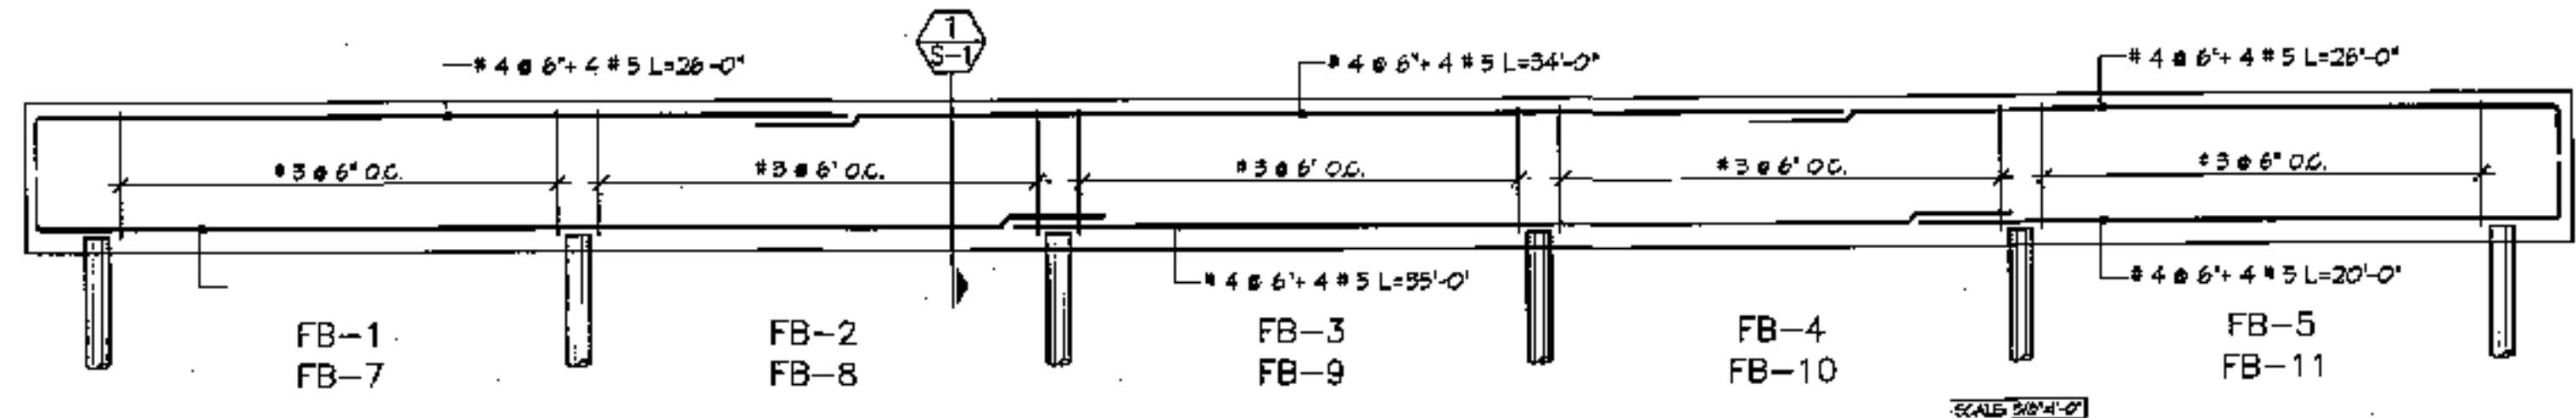 1
S-1
# 4 @ 6"+ 4 # 5 L=26'-0"
# 4 @ 6"+ 4 # 5 L=34'-0"
# 4 @ 6"+ 4 # 5 L=26'-0"
# 3 @ 6" O.C.
# 3 @ 6" O.C.
# 3 @ 6" O.C.
# 3 @ 6" O.C.
# 3 @ 6" O.C.
# 4 @ 6"+ 4 # 5 L=35'-0"
# 4 @ 6"+ 4 # 5 L=20'-0"
FB-1
FB-7
FB-2
FB-8
FB-3
FB-9
FB-4
FB-10
FB-5
FB-11
SCALE